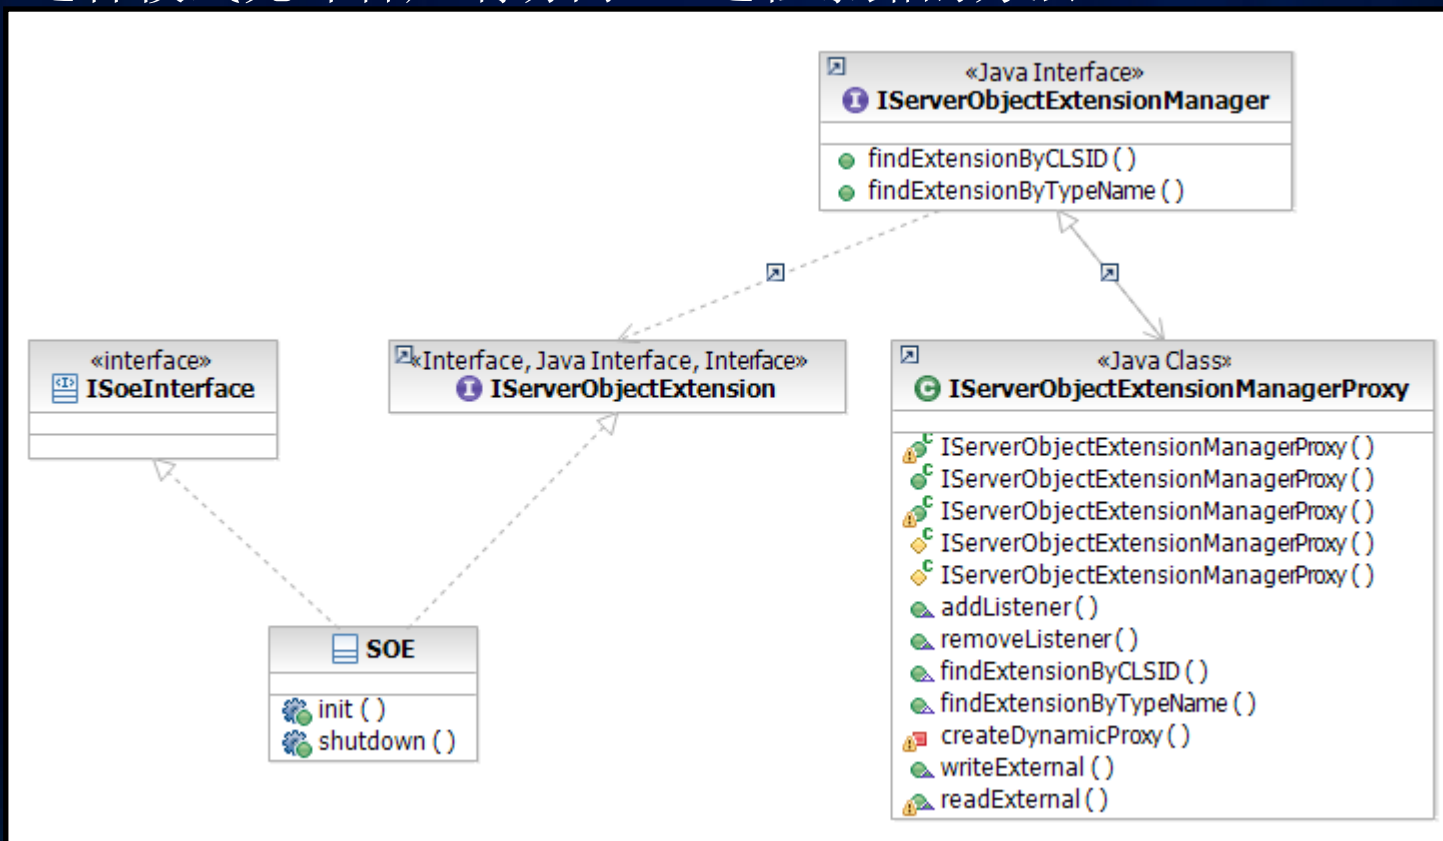 «Java Interface»
IServerObjectExtensionManager
findExtensionByCLSID ( )
findExtensionByTypeName ( )
«interface»
ISoeInterface
«Interface, Java Interface, Interface»
IServerObjectExtension
«Java Class»
IServerObjectExtensionManagerProxy
IServerObjectExtensionManagerProxy ( )
IServerObjectExtensionManagerProxy ( )
IServerObjectExtensionManagerProxy ( )
IServerObjectExtensionManagerProxy ( )
IServerObjectExtensionManagerProxy ( )
addListener ( )
removeListener ( )
findExtensionByCLSID ( )
findExtensionByTypeName ( )
createDynamicProxy ( )
writeExternal ( )
readExternal ( )
SOE
init ( )
shutdown ( )